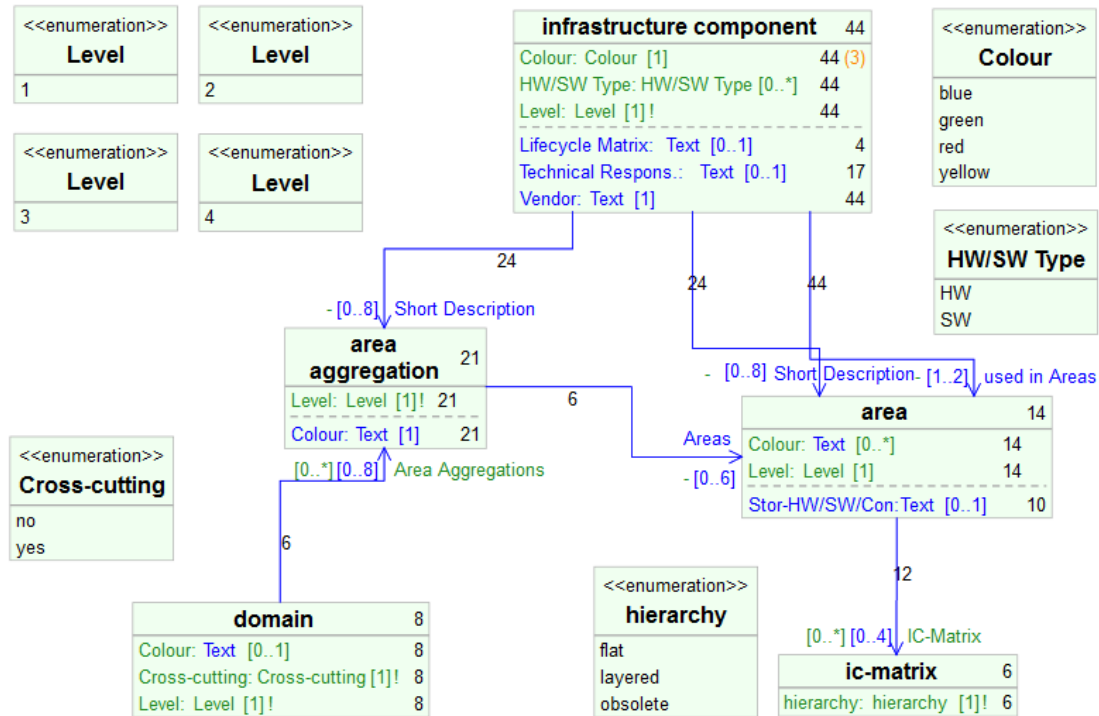 <<enumeration>>
Level
1
<<enumeration>>
Level
2
<<enumeration>>
Level
3
<<enumeration>>
Level
4
infrastructure component 44
Colour: Colour [1] 44 (3)
HW/SW Type: HW/SW Type [0..*] 44
Level: Level [1]! 44
Lifecycle Matrix: Text [0..1] 4
Technical Respons.: Text [0..1] 17
Vendor: Text [1] 44
<<enumeration>>
Colour
blue
green
red
yellow
<<enumeration>>
HW/SW Type
HW
SW
24
24
44
- [0..8] Short Description
- [0..8] Short Description
- [1..2] used in Areas
area
aggregation 21
Level: Level [1]! 21
Colour: Text [1] 21
6
Areas
- [0..6]
area 14
Colour: Text [0..*] 14
Level: Level [1] 14
Stor-HW/SW/Con:Text [0..1] 10
<<enumeration>>
Cross-cutting
no
yes
[0..*] [0..8] Area Aggregations
6
domain 8
Colour: Text [0..1] 8
Cross-cutting: Cross-cutting [1]! 8
Level: Level [1]! 8
<<enumeration>>
hierarchy
flat
layered
obsolete
12
[0..*] [0..4] IC-Matrix
ic-matrix 6
hierarchy: hierarchy [1]! 6